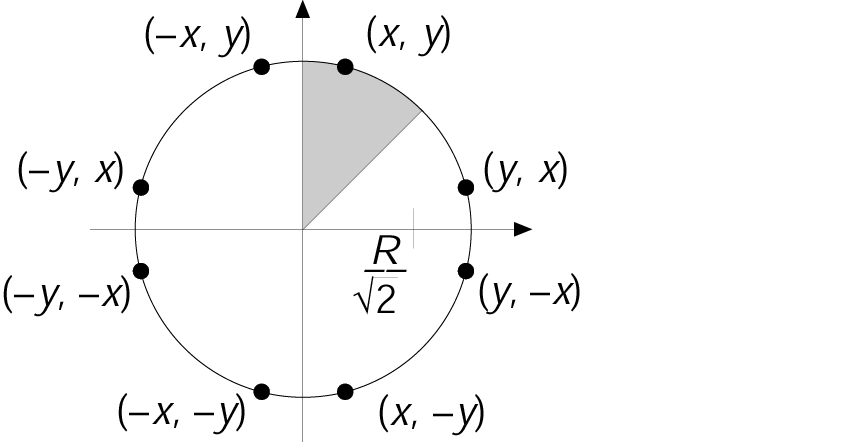 (−x, y) (x, y)
(−y, x) (y, x)
R
√2
(−y, −x) (y, −x)
(−x, −y) (x, −y)